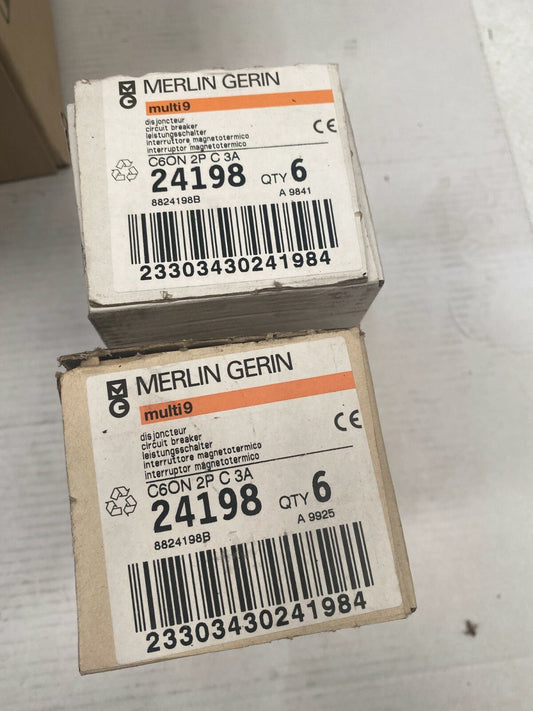 MG MERLIN GERIN
multi9
disjoncteur
circuit breaker
leistungsschalter
interruttore magnetotermico
interruptor magnetotermico
C6ON 2P C 3A
CE
24198 QTY 6
8824198B A 9841
23303430241984
MG MERLIN GERIN
multi9
disjoncteur
circuit breaker
leistungsschalter
interruttore magnetotermico
interruptor magnetotermico
C6ON 2P C 3A
CE
24198 QTY 6
8824198B A 9925
23303430241984